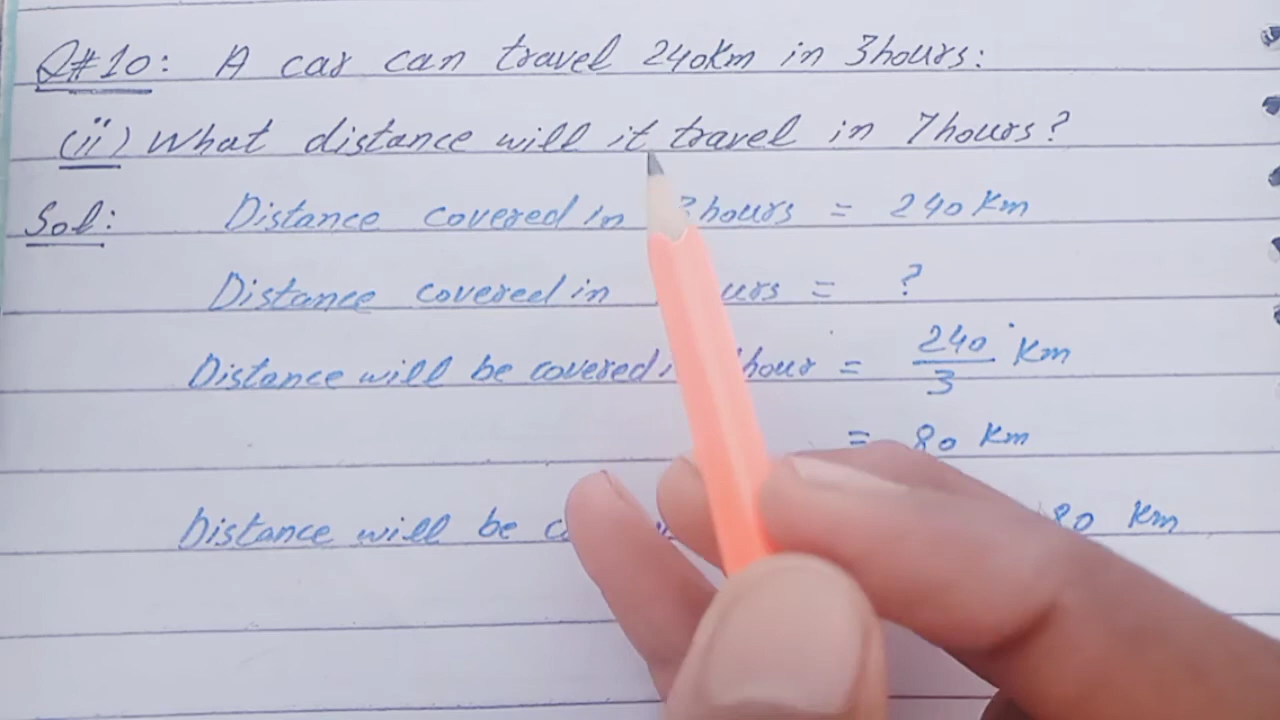 Q#10: A car can travel 240Km in 3hours:
(ii) What distance will it travel in 7hours?
Sol: Distance covered in 3hours = 240 Km
Distance covered in = ?
Distance will be covered hour = 240/3 Km
= 80 Km
Distance will be 80 Km